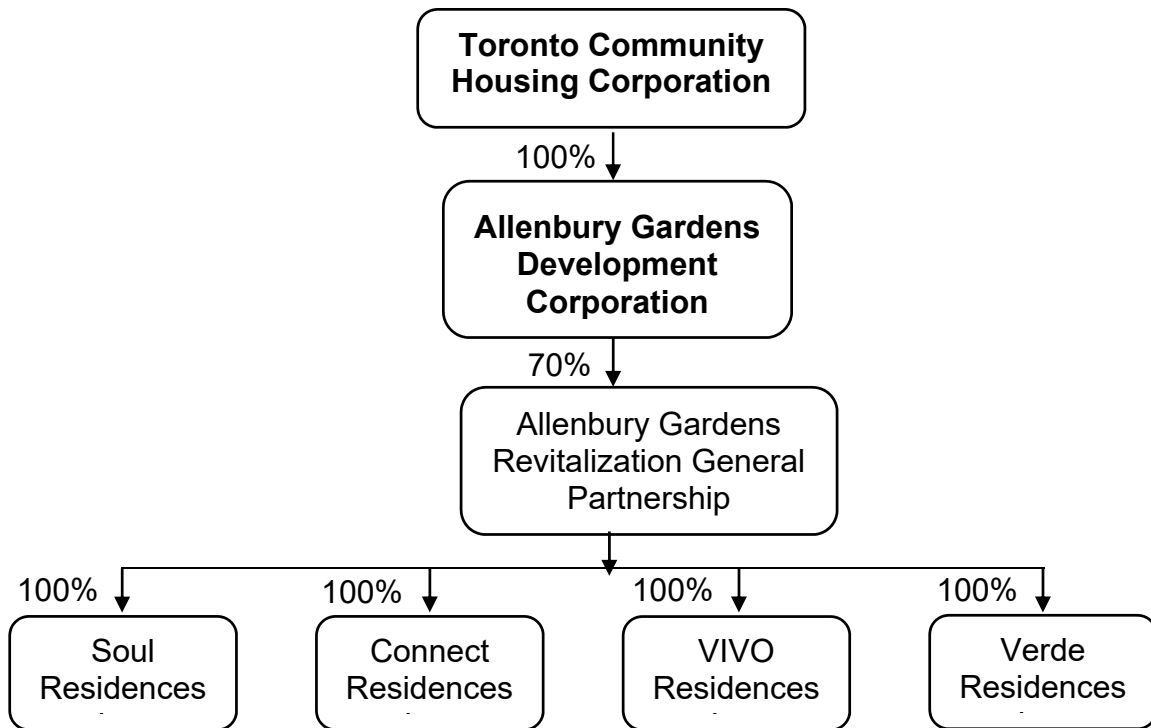 Toronto Community
Housing Corporation
100%
Allenbury Gardens
Development
Corporation
70%
Allenbury Gardens
Revitalization General
Partnership
100%
100%
100%
100%
Soul
Residences
Connect
Residences
VIVO
Residences
Verde
Residences